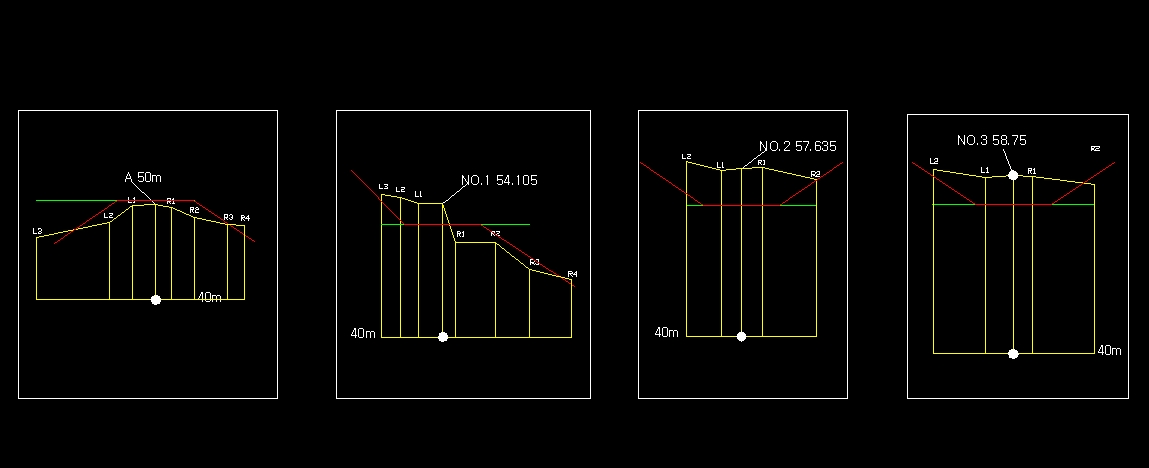 A 50m
L1
R1
L2
R2
R3
R4
L3
40m
NO.1 54.105
L3
L2
L1
R1
R2
R3
R4
40m
NO.2 57.635
L2
L1
R1
R2
40m
NO.3 58.75
R2
L2
L1
R1
40m